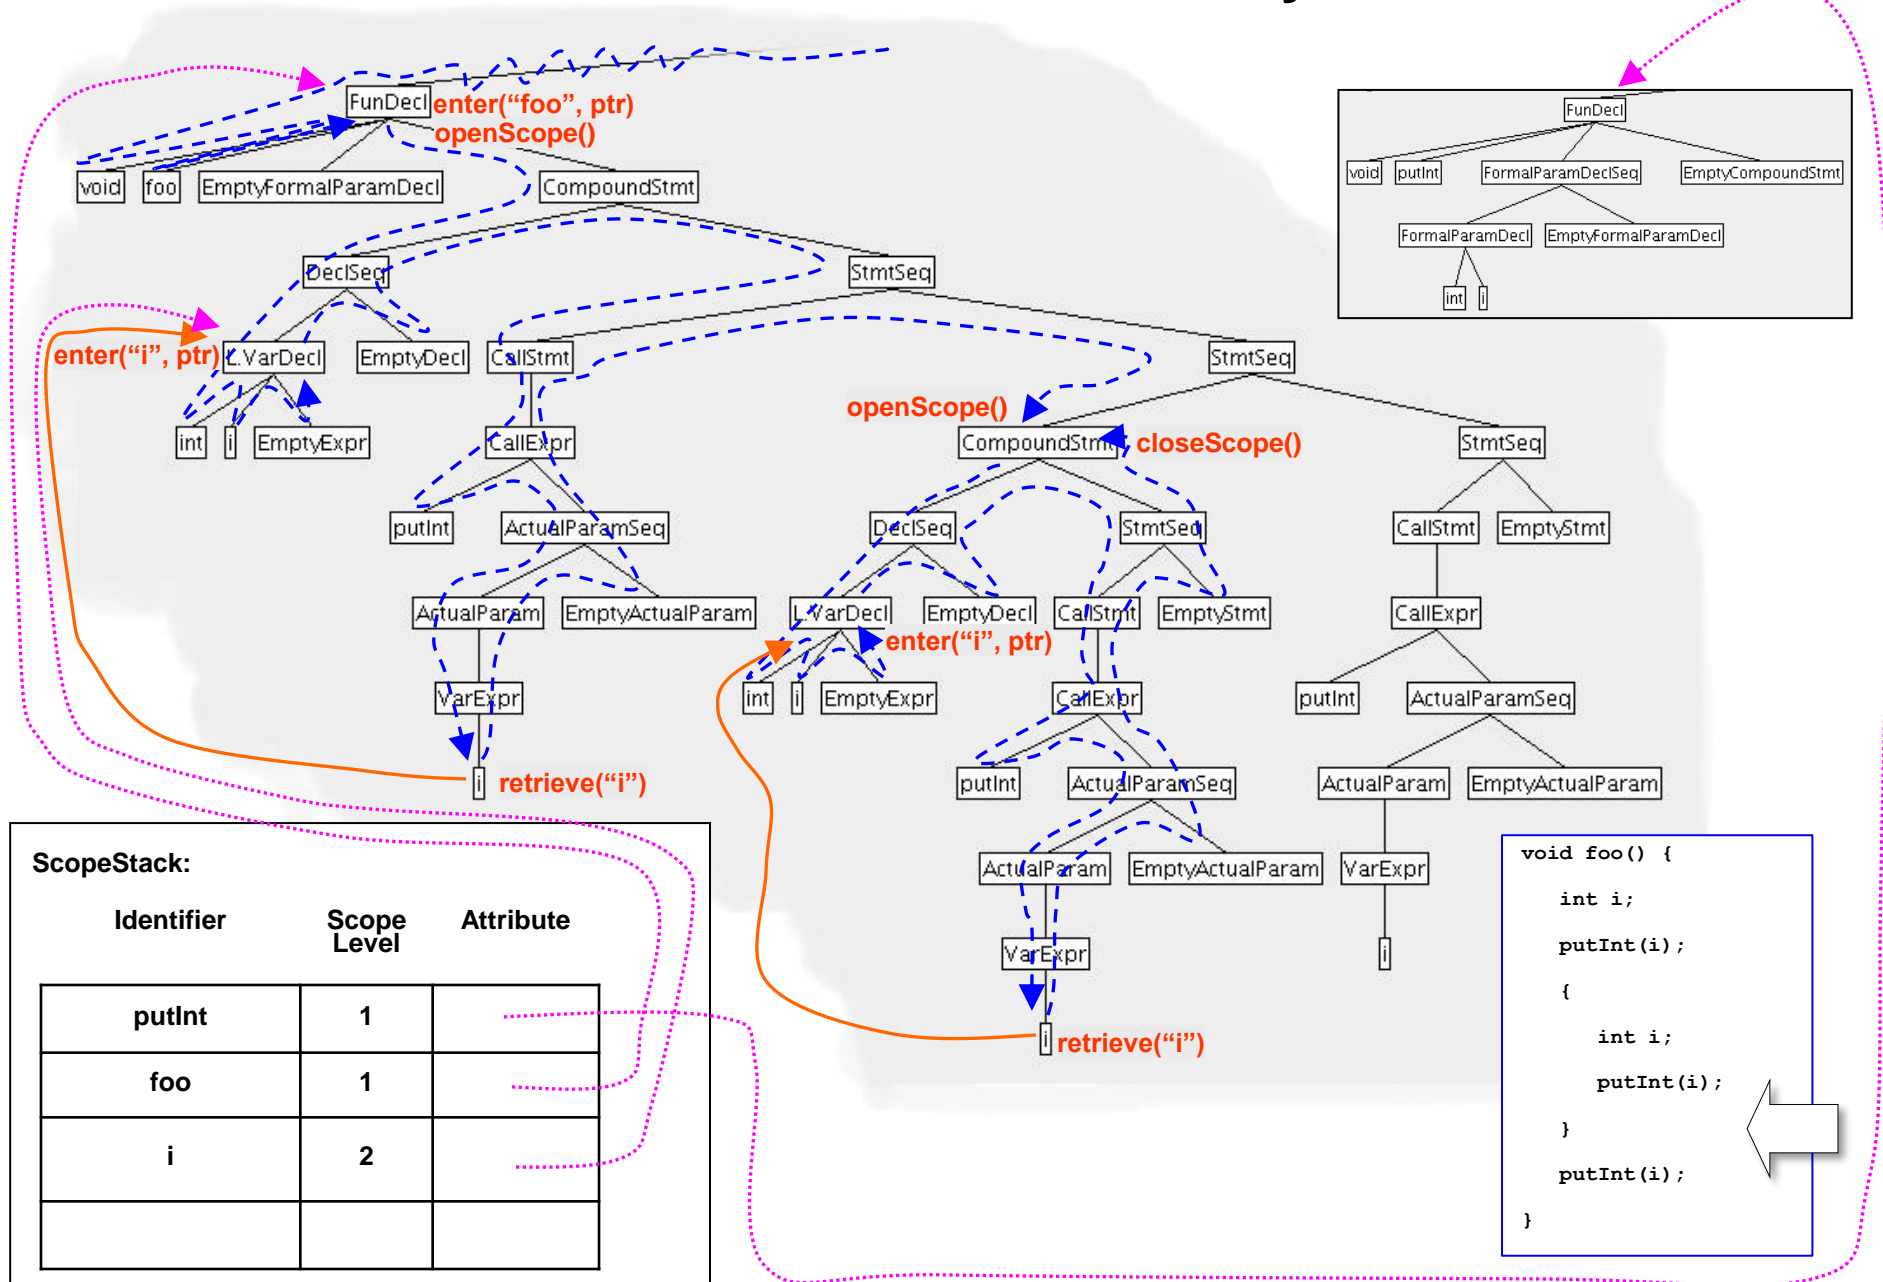 FunDecl enter(“foo”, ptr)
openScope()
void foo EmptyFormalParamDecl CompoundStmt
DeclSeq StmtSeq
enter(“i”, ptr) L.VarDecl EmptyDecl CallStmt StmtSeq
openScope()
int i EmptyExpr CallExpr CompoundStmt closeScope() StmtSeq
putInt ActualParamSeq DeclSeq StmtSeq CallStmt EmptyStmt
ActualParam EmptyActualParam L.VarDecl EmptyDecl CallStmt EmptyStmt CallExpr
enter(“i”, ptr)
VarExpr int i EmptyExpr CallExpr putInt ActualParamSeq
i retrieve(“i”) putInt ActualParamSeq ActualParam EmptyActualParam
ActualParam EmptyActualParam VarExpr
VarExpr i
i retrieve(“i”)
FunDecl
void putInt FormalParamDeclSeq EmptyCompoundStmt
FormalParamDecl EmptyFormalParamDecl
int i
ScopeStack:
Identifier Scope Level Attribute
putInt 1
foo 1
i 2
void foo() {
int i;
putInt(i);
{
int i;
putInt(i);
}
putInt(i);
}